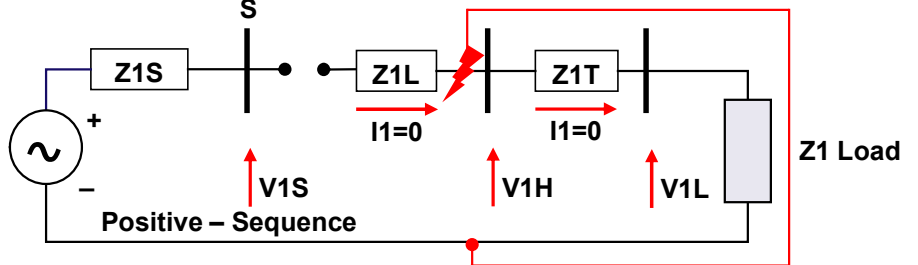 S
Z1S
Z1L
Z1T
+
I1=0
I1=0
Z1 Load
–
V1S
V1H
V1L
Positive – Sequence